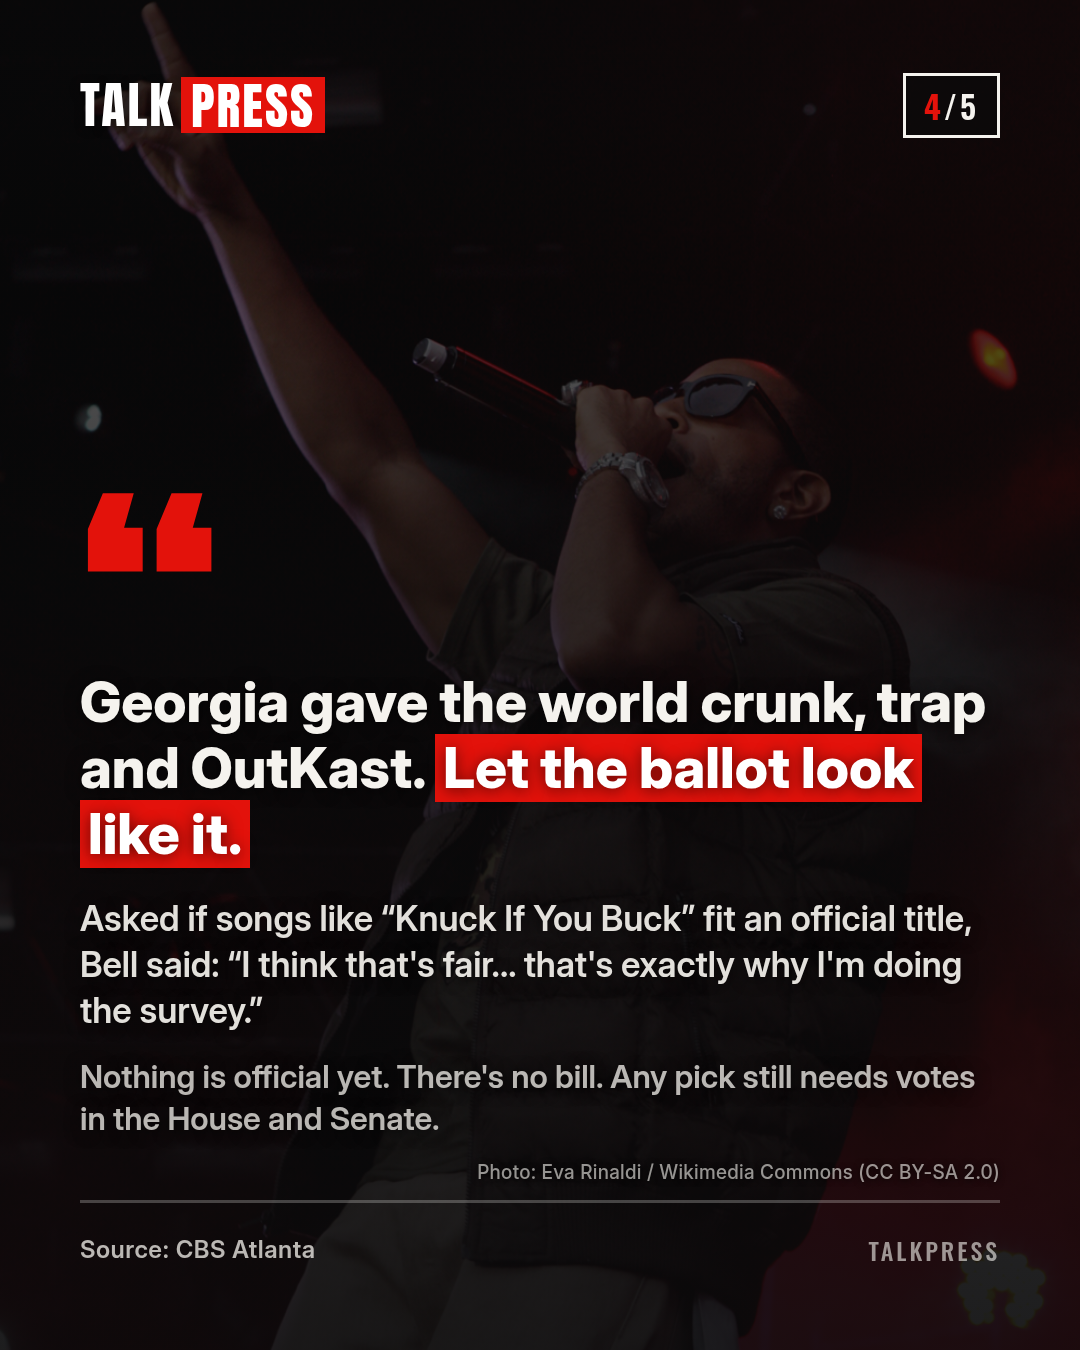 TALK PRESS
4/5
“
Georgia gave the world crunk, trap
and OutKast. Let the ballot look
like it.
Asked if songs like “Knuck If You Buck” fit an official title,
Bell said: “I think that's fair... that's exactly why I'm doing
the survey.”
Nothing is official yet. There's no bill. Any pick still needs votes
in the House and Senate.
Photo: Eva Rinaldi / Wikimedia Commons (CC BY-SA 2.0)
Source: CBS Atlanta
TALKPRESS